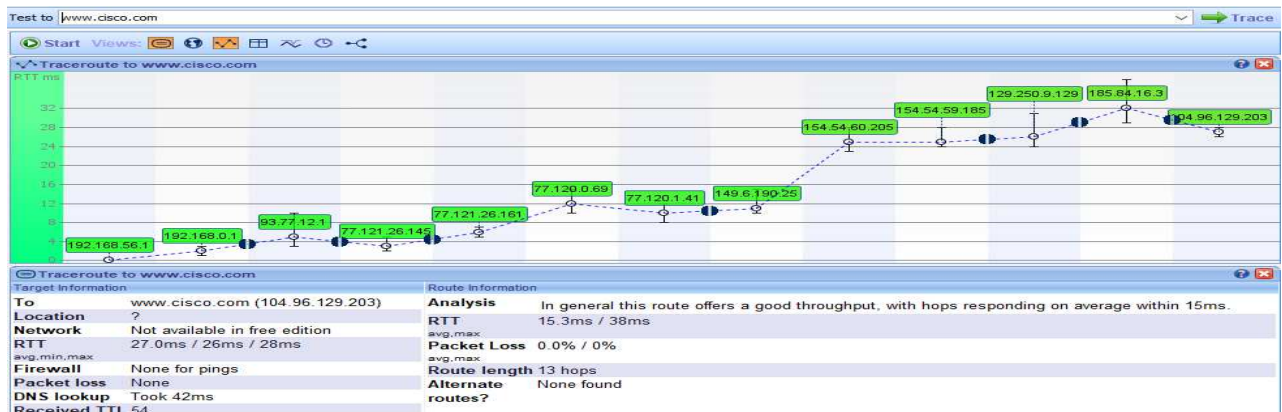 Test to www.cisco.com Trace
Start Views:
Traceroute to www.cisco.com
RTT ms
32
28
24
20
16
12
8
4
0
192.168.56.1
192.168.0.1
93.77.12.1
77.121.26.145
77.121.26.161
77.120.0.69
77.120.1.41
149.6.190.25
154.54.60.205
154.54.59.185
129.250.9.129
185.84.16.3
104.96.129.203
Traceroute to www.cisco.com
Target Information
To www.cisco.com (104.96.129.203)
Location ?
Network Not available in free edition
RTT 27.0ms / 26ms / 28ms
avg,min,max
Firewall None for pings
Packet loss None
DNS lookup Took 42ms
Received TTL 54
Route Information
Analysis In general this route offers a good throughput, with hops responding on average within 15ms.
RTT 15.3ms / 38ms
avg,max
Packet Loss 0.0% / 0%
avg,max
Route length 13 hops
Alternate None found
routes?